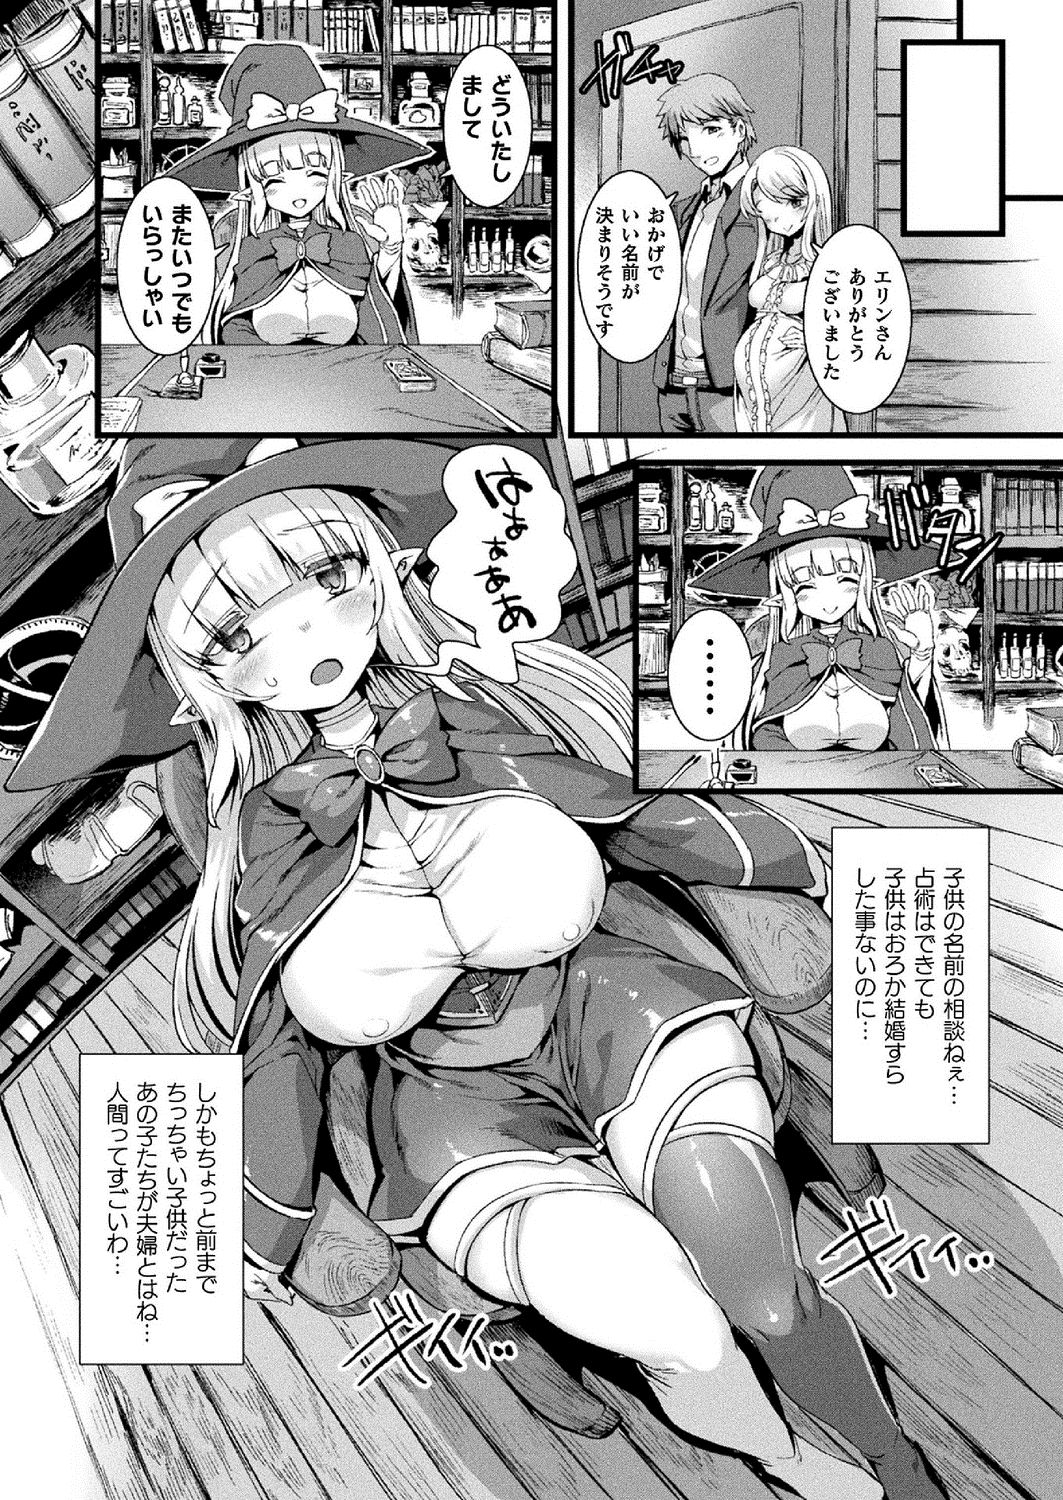 ガチャ
エリンさん
ありがとう
ございました
おかげで
いい名前が
決まりそうです
どういたし
まして
またいつでも
いらっしゃい
バタン
・・・・・
はぁぁぁぁ
子供の名前の相談ねぇ…
占術はできても
子供はおろか結婚すら
した事ないのに…
しかもちょっと前まで
ちっちゃい子供だった
あの子たちが夫婦とはね…
人間ってすごいわ…
ギイィィ‥
ギイィィ‥